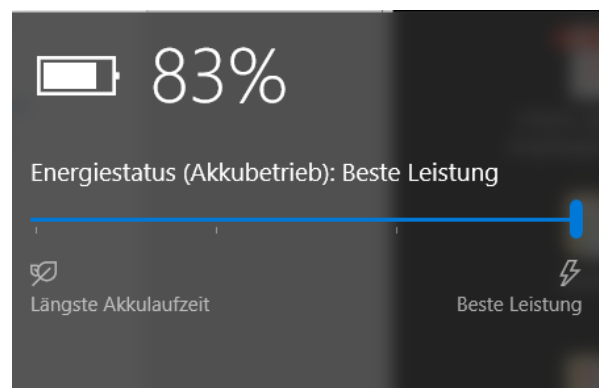 83%
Energiestatus (Akkubetrieb): Beste Leistung
Längste Akkulaufzeit
Beste Leistung